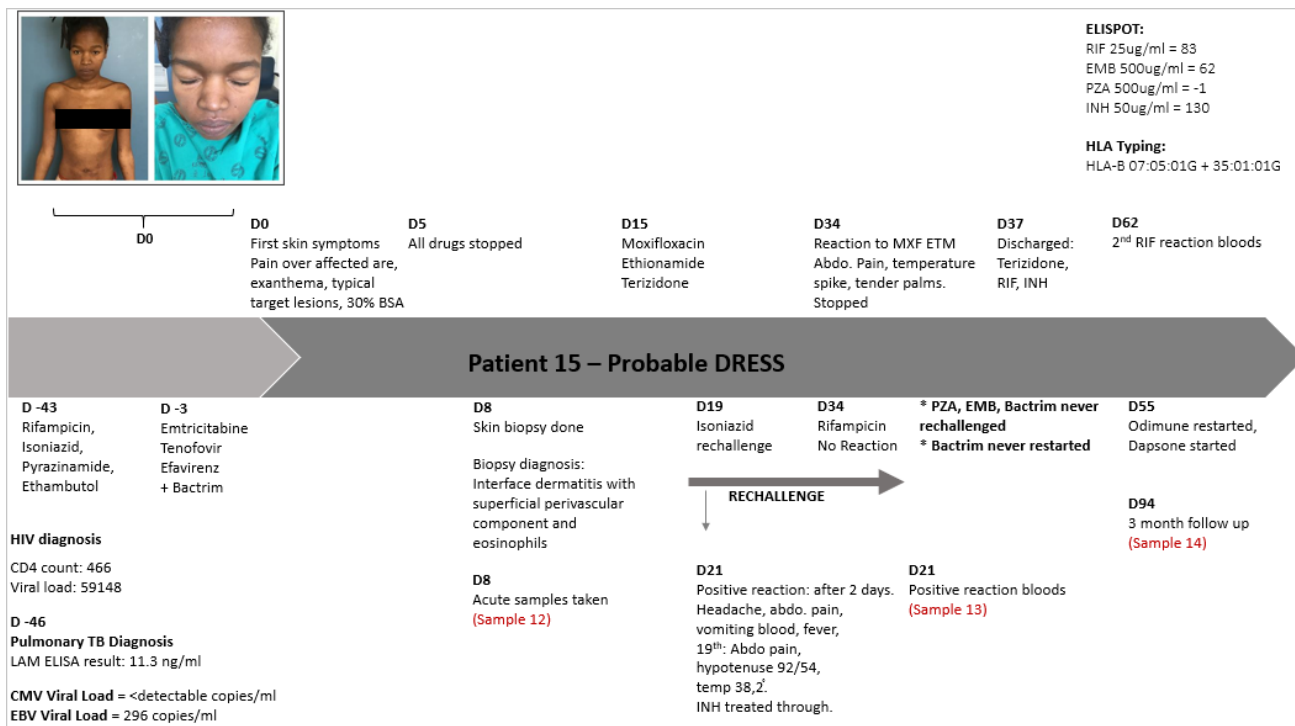 ELISPOT:
RIF 25ug/ml = 83
EMB 500ug/ml = 62
PZA 500ug/ml = -1
INH 50ug/ml = 130
HLA Typing:
HLA-B 07:05:01G + 35:01:01G
D0
D0
First skin symptoms
Pain over affected are,
exanthema, typical
target lesions, 30% BSA
D5
All drugs stopped
D15
Moxifloxacin
Ethionamide
Terizidone
D34
Reaction to MXF ETM
Abdo. Pain, temperature
spike, tender palms.
Stopped
D37
Discharged:
Terizidone,
RIF, INH
D62
2nd RIF reaction bloods
Patient 15 – Probable DRESS
D -43
Rifampicin,
Isoniazid,
Pyrazinamide,
Ethambutol
D -3
Emtricitabine
Tenofovir
Efavirenz
+ Bactrim
HIV diagnosis
CD4 count: 466
Viral load: 59148
D -46
Pulmonary TB Diagnosis
LAM ELISA result: 11.3 ng/ml
CMV Viral Load = <detectable copies/ml
EBV Viral Load = 296 copies/ml
D8
Skin biopsy done
Biopsy diagnosis:
Interface dermatitis with
superficial perivascular
component and
eosinophils
D8
Acute samples taken
(Sample 12)
D19
Isoniazid
rechallenge
D34
Rifampicin
No Reaction
* PZA, EMB, Bactrim never
rechallenged
* Bactrim never restarted
RECHALLENGE
D21
Positive reaction: after 2 days.
Headache, abdo. pain,
vomiting blood, fever,
19th: Abdo pain,
hypotenuse 92/54,
temp 38,2°.
INH treated through.
D21
Positive reaction bloods
(Sample 13)
D55
Odimune restarted,
Dapsone started
D94
3 month follow up
(Sample 14)